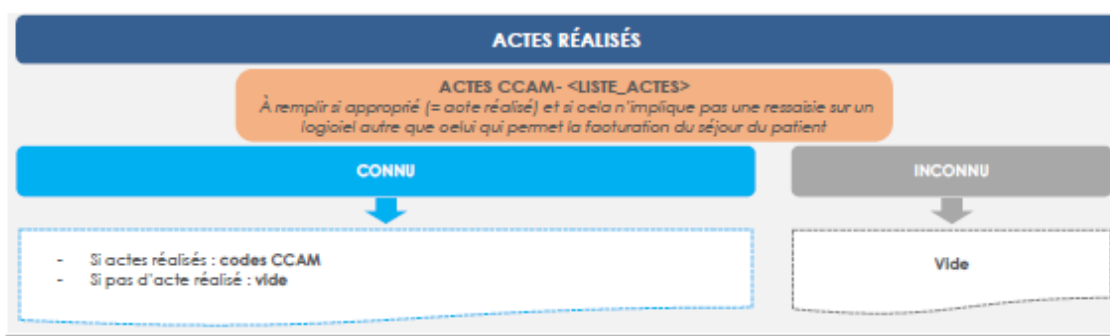 ACTES RÉALISÉS
ACTES CCAM- <LISTE_ACTES>
À remplir si approprié (= acte réalisé) et si cela n’implique pas une ressaisie sur un
logiciel autre que celui qui permet la facturation du séjour du patient
CONNU
INCONNU
- Si actes réalisés : codes CCAM
- Si pas d’acte réalisé : vide
Vide